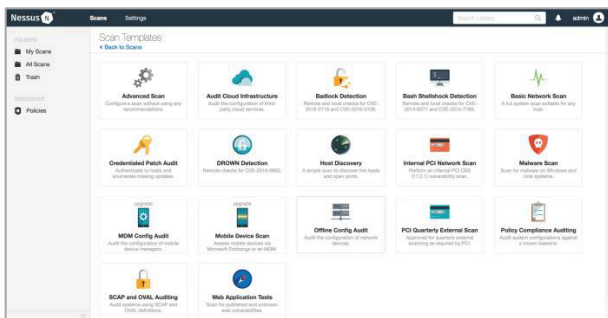 Nessus N
Scans
Settings
Search Library
admin
FOLDERS
My Scans
All Scans
Trash
RESOURCES
Policies
Scan Templates
Back to Scans
Advanced Scan
Configure a scan without using any recommendations.
Audit Cloud Infrastructure
Audit the configuration of third-party cloud services.
Badlock Detection
Remote and local checks for CVE-2016-2118 and CVE-2016-0128.
Bash Shellshock Detection
Remote and local checks for CVE-2014-6271 and CVE-2014-7169.
Basic Network Scan
A full system scan suitable for any host.
Credentialed Patch Audit
Authenticate to hosts and enumerate missing updates.
DROWN Detection
Remote checks for CVE-2016-0800.
Host Discovery
A simple scan to discover live hosts and open ports.
Internal PCI Network Scan
Perform an internal PCI DSS (11.2.1) vulnerability scan.
Malware Scan
Scan for malware on Windows and Unix systems.
upgrade
MDM Config Audit
Audit the configuration of mobile device managers.
upgrade
Mobile Device Scan
Assess mobile devices via Microsoft Exchange or an MDM.
Offline Config Audit
Audit the configuration of network devices.
PCI Quarterly External Scan
Approved for quarterly external scanning as required by PCI.
Policy Compliance Auditing
Audit system configurations against a known baseline.
SCAP and OVAL Auditing
Audit systems using SCAP and OVAL definitions.
Web Application Tests
Scan for published and unknown web vulnerabilities.